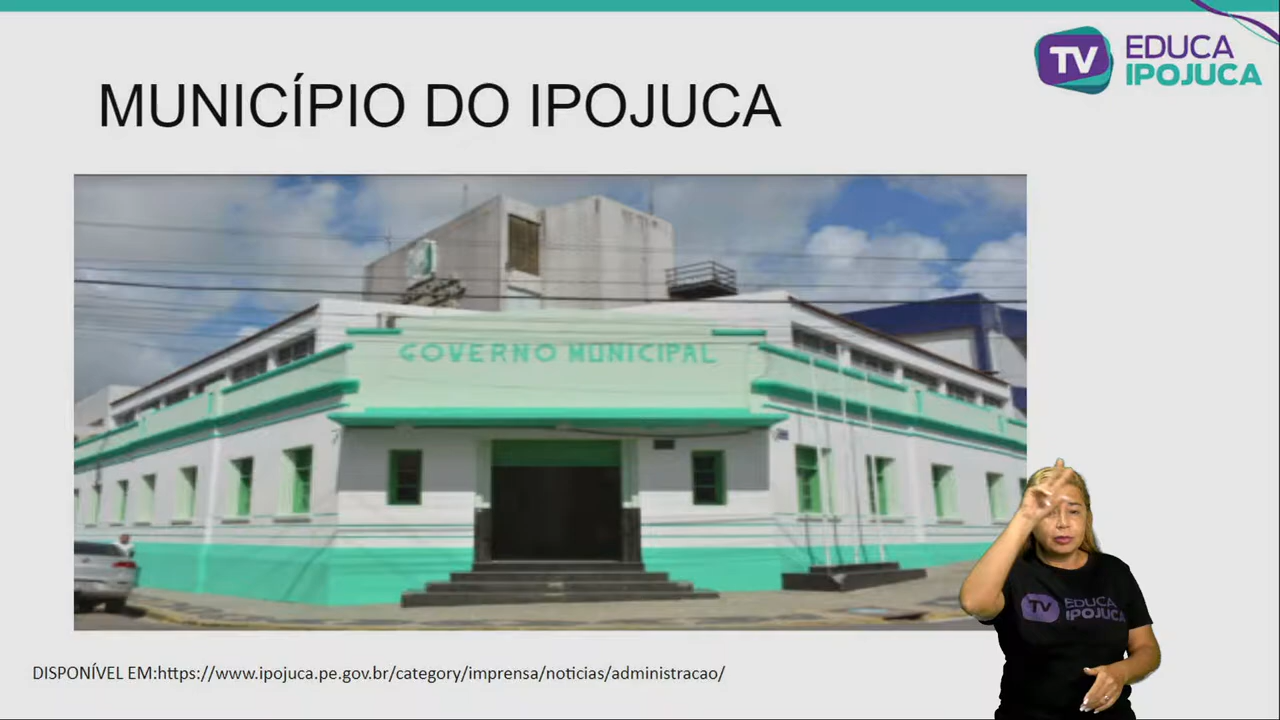 TV EDUCA
IPOJUCA
MUNICÍPIO DO IPOJUCA
GOVERNO MUNICIPAL
TV EDUCA
IPOJUCA
DISPONÍVEL EM:https://www.ipojuca.pe.gov.br/category/imprensa/noticias/administracao/